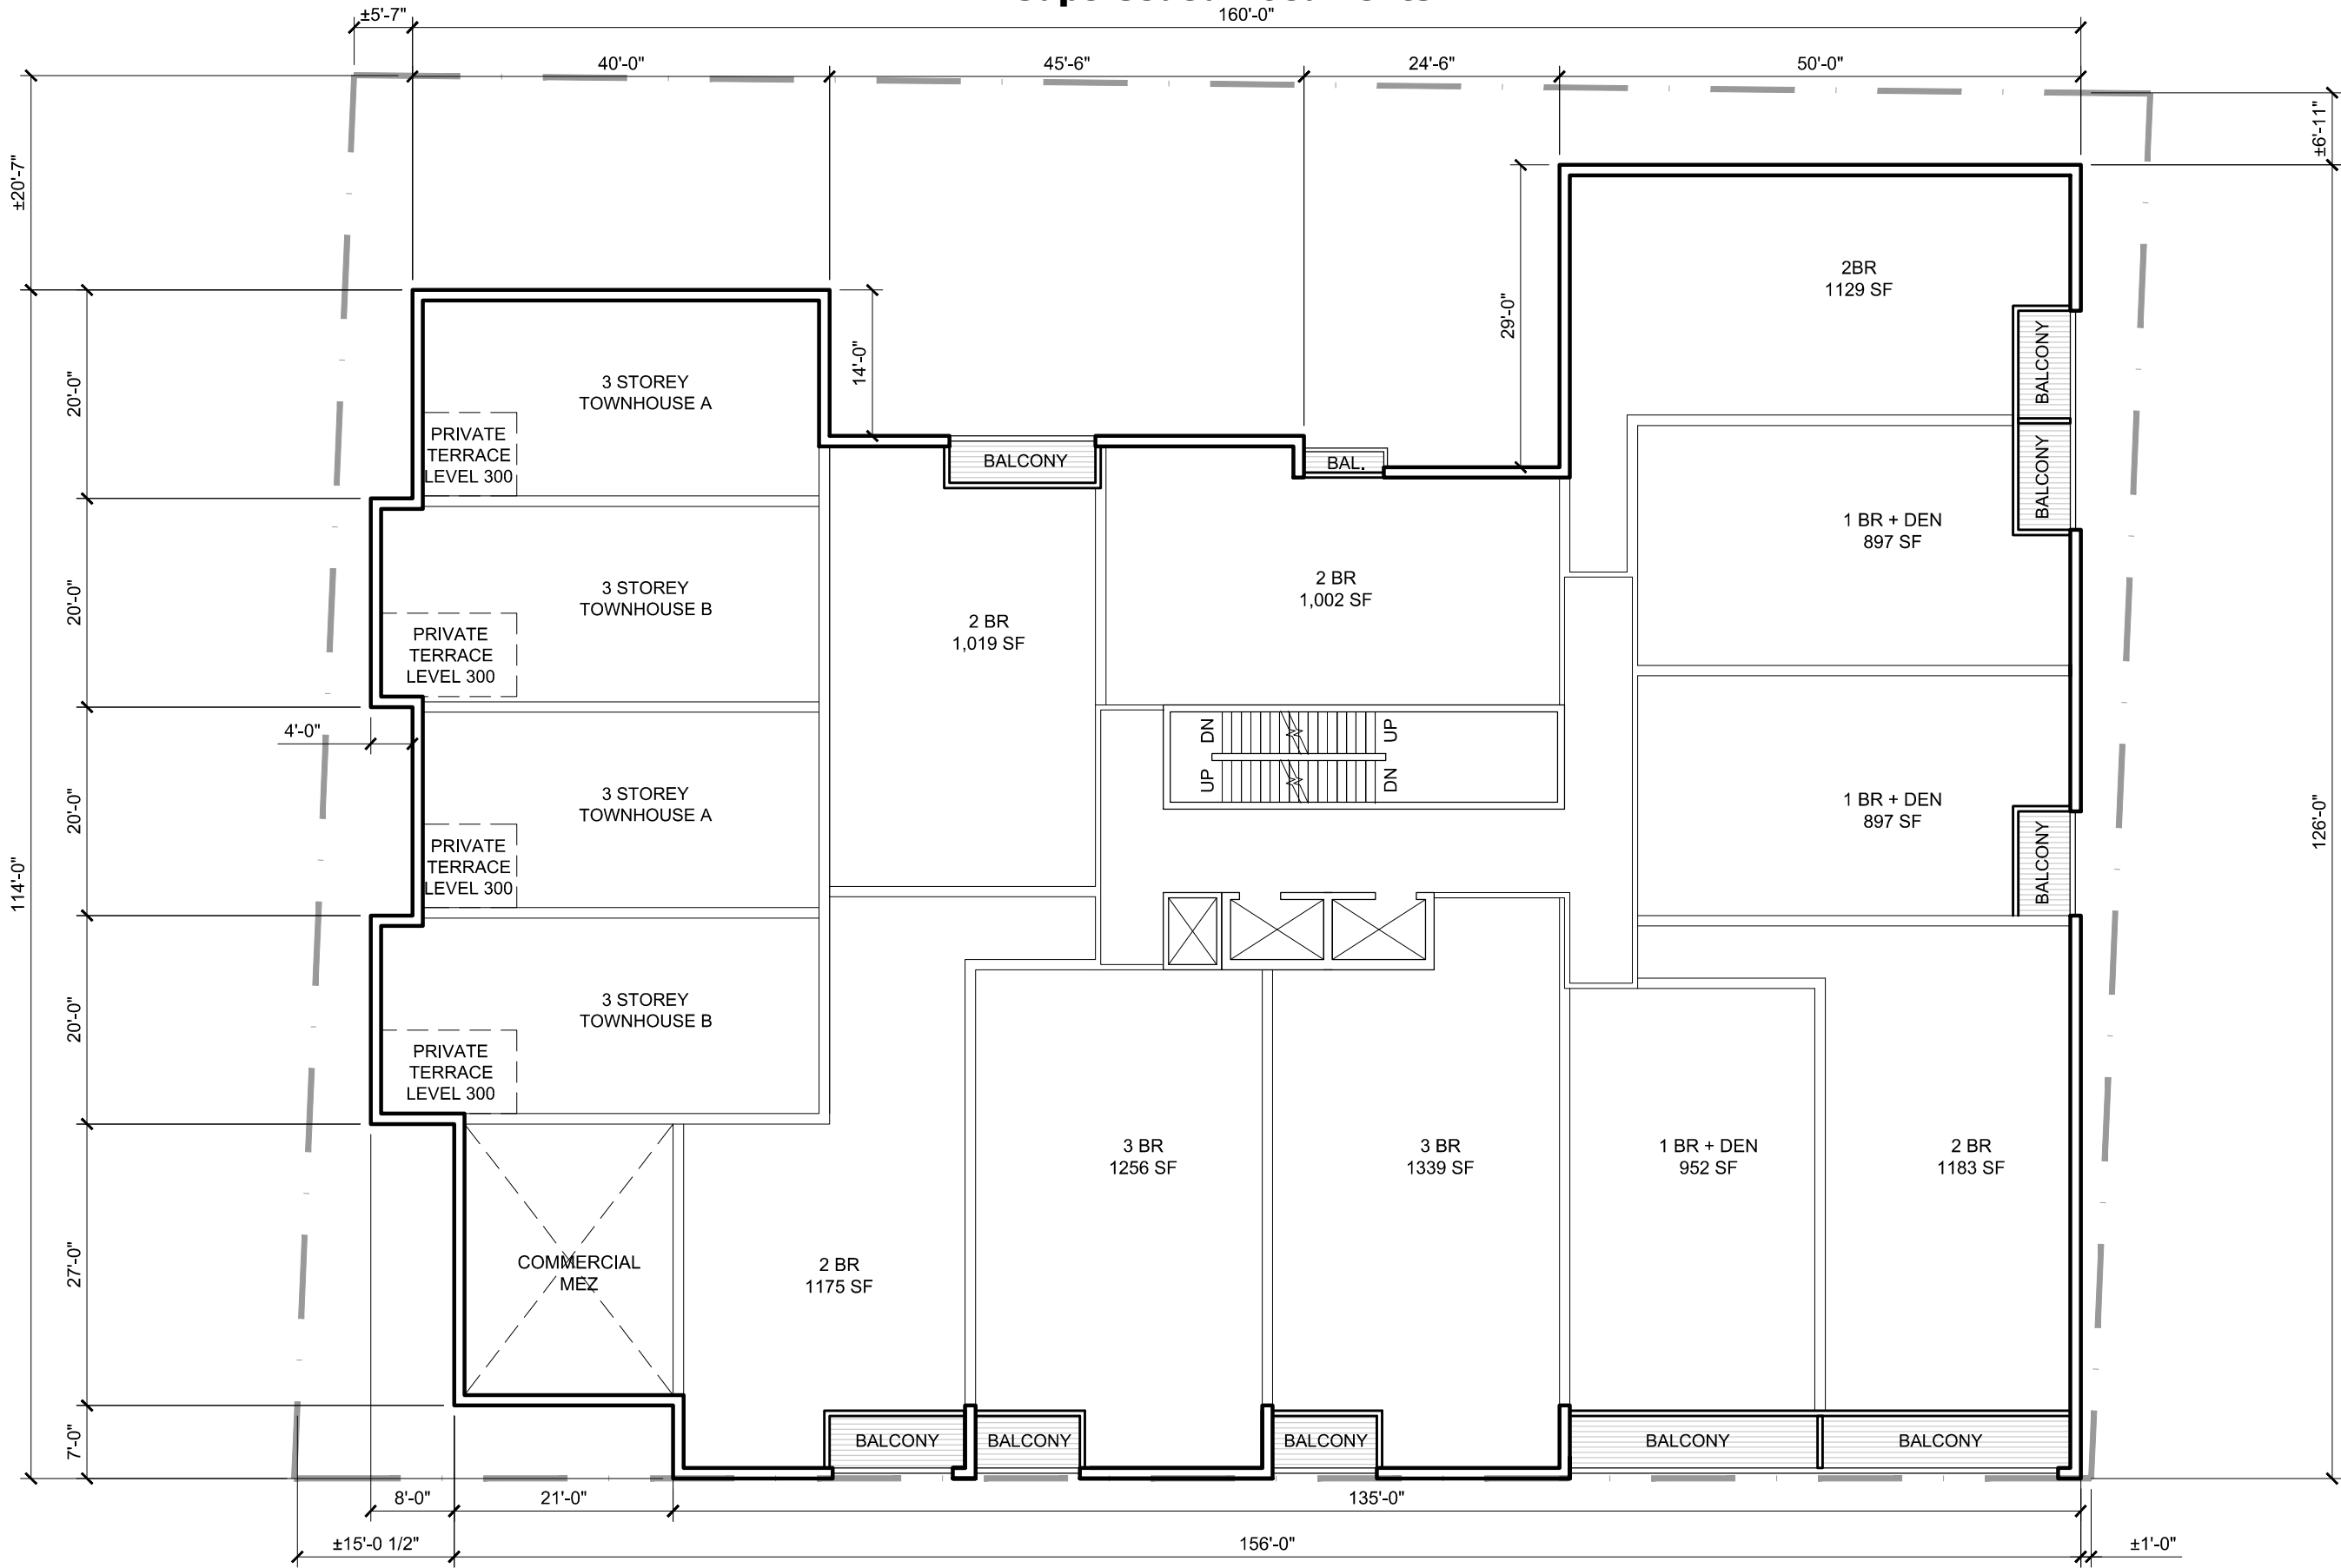 ±5'-7"
160'-0"
40'-0"
45'-6"
24'-6"
50'-0"
±20'-7"
±6'-11"
29'-0"
14'-0"
20'-0"
20'-0"
20'-0"
20'-0"
27'-0"
7'-0"
114'-0"
126'-0"
4'-0"
3 STOREY
TOWNHOUSE A
PRIVATE
TERRACE
LEVEL 300
3 STOREY
TOWNHOUSE B
PRIVATE
TERRACE
LEVEL 300
3 STOREY
TOWNHOUSE A
PRIVATE
TERRACE
LEVEL 300
3 STOREY
TOWNHOUSE B
PRIVATE
TERRACE
LEVEL 300
COMMERCIAL
MEZ
BALCONY
BAL.
2BR
1129 SF
BALCONY
BALCONY
1 BR + DEN
897 SF
2 BR
1,002 SF
2 BR
1,019 SF
DN
UP
UP
DN
1 BR + DEN
897 SF
BALCONY
2 BR
1175 SF
3 BR
1256 SF
3 BR
1339 SF
1 BR + DEN
952 SF
2 BR
1183 SF
BALCONY
BALCONY
BALCONY
BALCONY
BALCONY
8'-0"
21'-0"
135'-0"
±15'-0 1/2"
156'-0"
±1'-0"